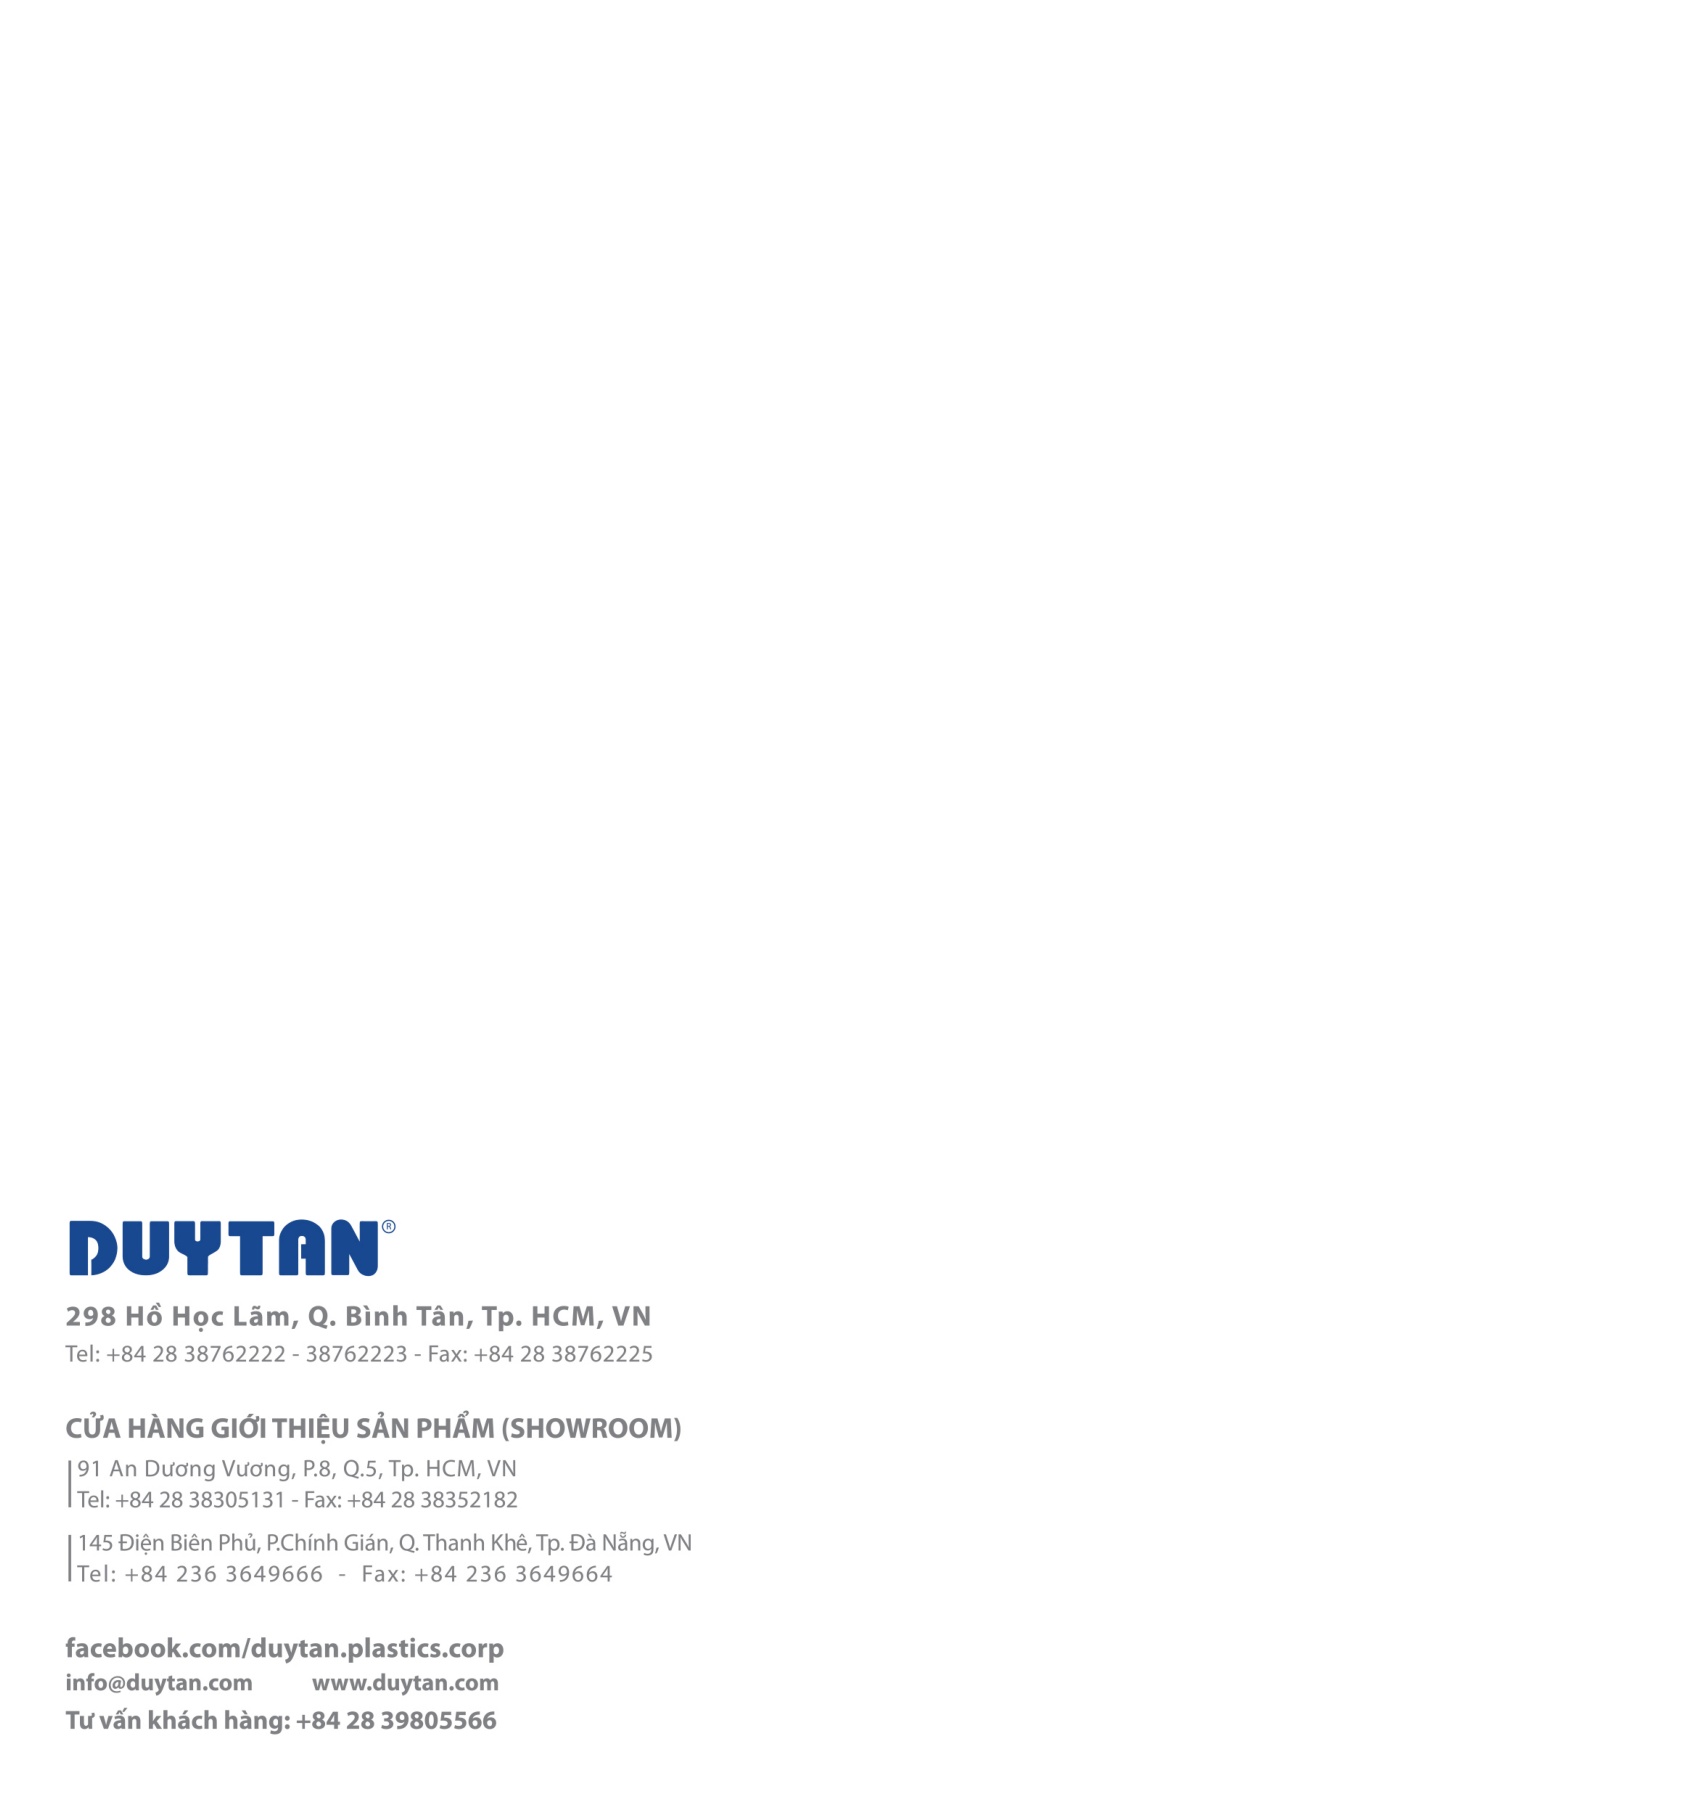 DUYTAN®
298 Hồ Học Lãm, Q. Bình Tân, Tp. HCM, VN
Tel: +84 28 38762222 - 38762223 - Fax: +84 28 38762225
CỬA HÀNG GIỚI THIỆU SẢN PHẨM (SHOWROOM)
91 An Dương Vương, P.8, Q.5, Tp. HCM, VN
Tel: +84 28 38305131 - Fax: +84 28 38352182
145 Điện Biên Phủ, P.Chính Gián, Q. Thanh Khê, Tp. Đà Nẵng, VN
Tel: +84 236 3649666 - Fax: +84 236 3649664
facebook.com/duytan.plastics.corp
info@duytan.com www.duytan.com
Tư vấn khách hàng: +84 28 39805566